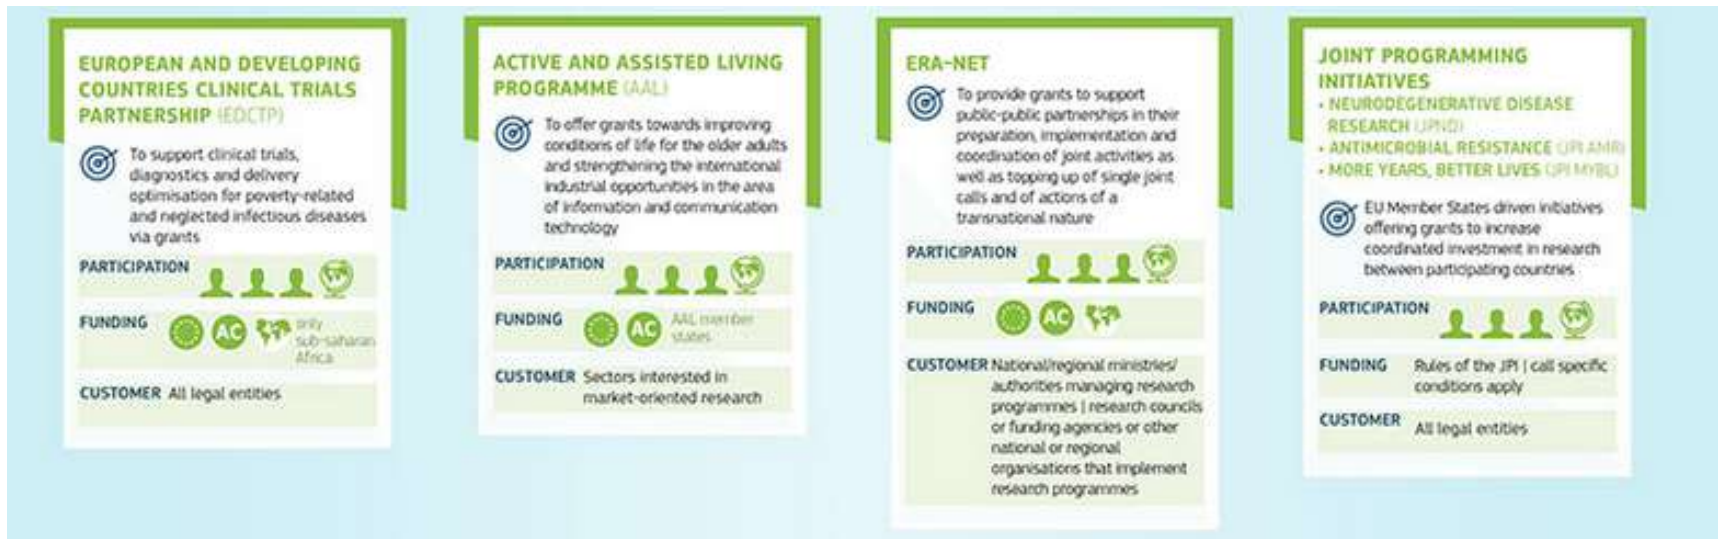 EUROPEAN AND DEVELOPING
COUNTRIES CLINICAL TRIALS
PARTNERSHIP (EDCTP)
To support clinical trials,
diagnostics and delivery
optimisation for poverty-related
and neglected infectious diseases
via grants
PARTICIPATION
FUNDING
AC
only
sub-saharan
Africa
CUSTOMER All legal entities
ACTIVE AND ASSISTED LIVING
PROGRAMME (AAL)
To offer grants towards improving
conditions of life for the older adults
and strengthening the international
industrial opportunities in the area
of information and communication
technology
PARTICIPATION
FUNDING
AC
AAL member
states
CUSTOMER Sectors interested in
market-oriented research
ERA-NET
To provide grants to support
public-public partnerships in their
preparation, implementation and
coordination of joint activities as
well as topping up of single joint
calls and of actions of a
transnational nature
PARTICIPATION
FUNDING
AC
CUSTOMER National/regional ministries/
authorities managing research
programmes | research councils
or funding agencies or other
national or regional
organisations that implement
research programmes
JOINT PROGRAMMING
INITIATIVES
• NEURODEGENERATIVE DISEASE
RESEARCH (JPND)
• ANTIMICROBIAL RESISTANCE (JPI AMR)
• MORE YEARS, BETTER LIVES (JPI MYBL)
EU Member States driven initiatives
offering grants to increase
coordinated investment in research
between participating countries
PARTICIPATION
FUNDING Rules of the JPI | call specific
conditions apply
CUSTOMER All legal entities